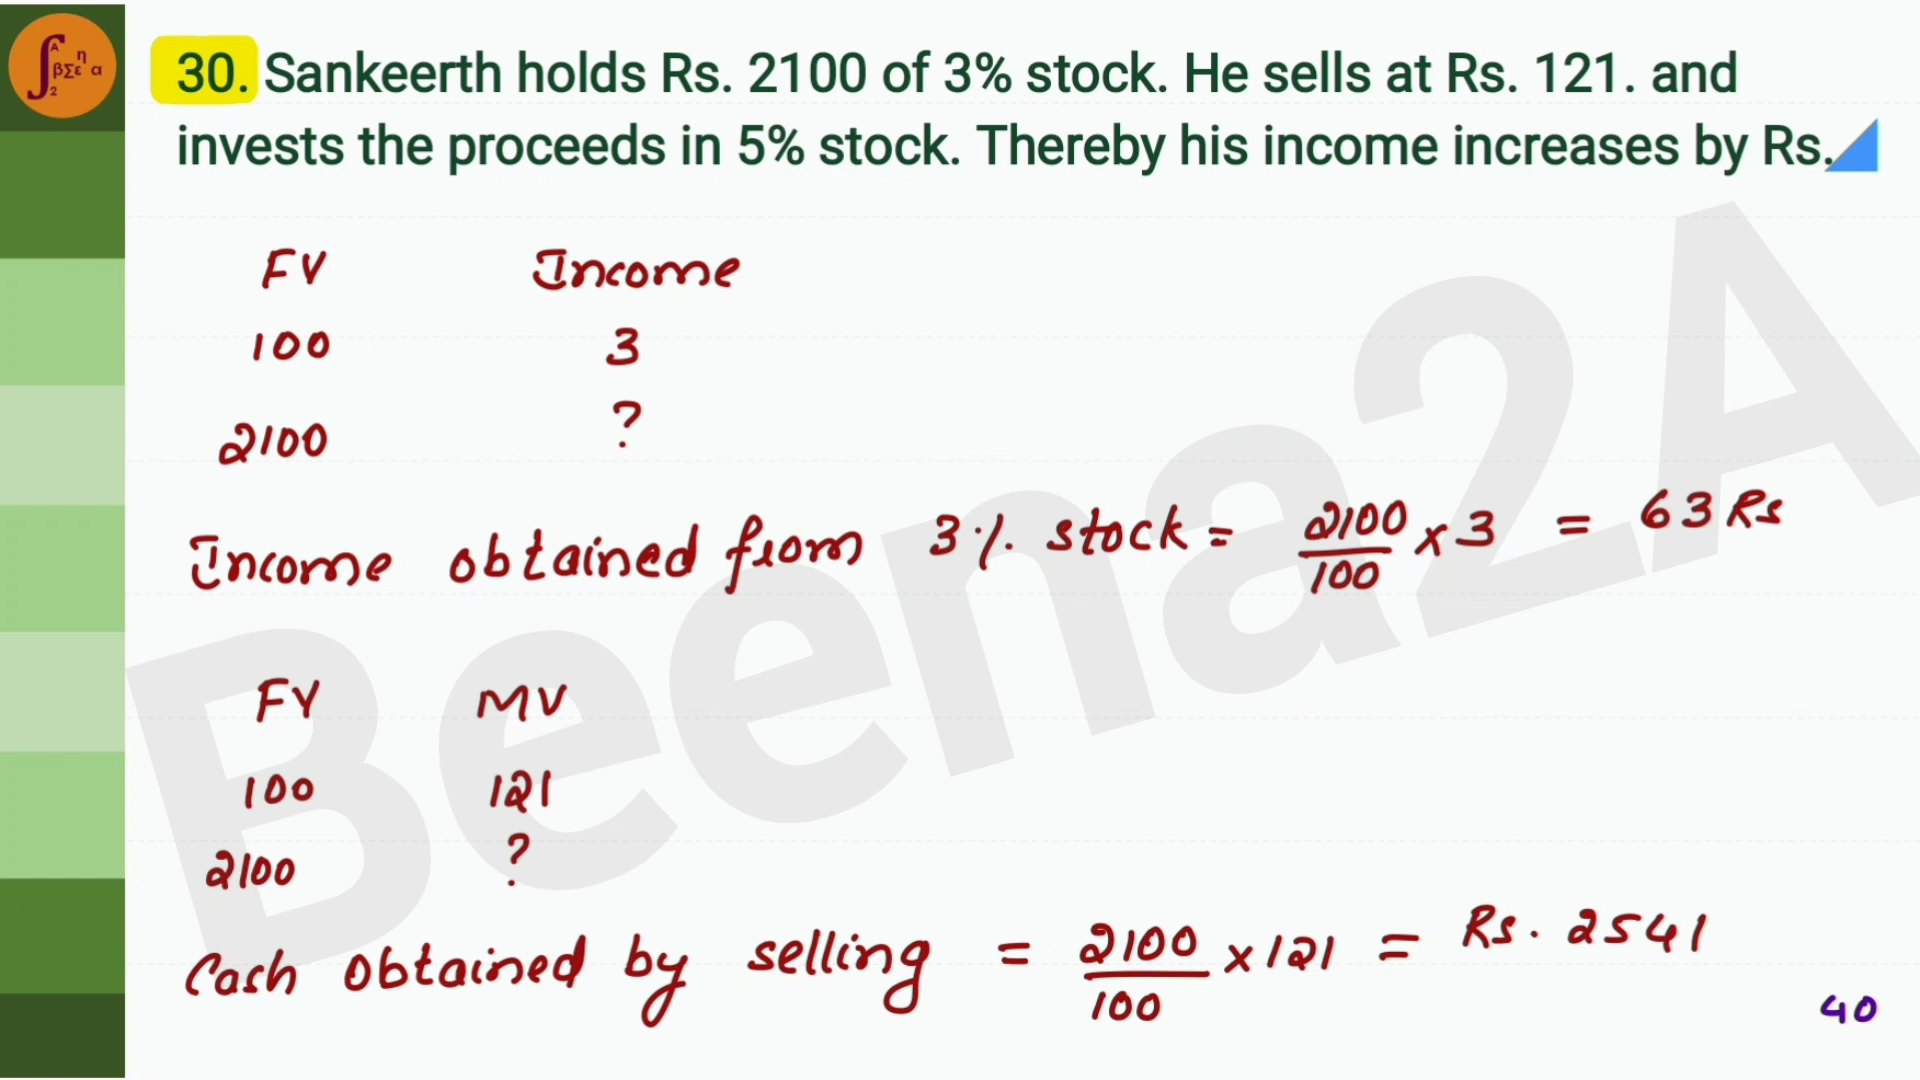 30. Sankeerth holds Rs. 2100 of 3% stock. He sells at Rs. 121. and
invests the proceeds in 5% stock. Thereby his income increases by Rs.
FV Income
100 3
2100 ?
Income obtained from 3% stock = 2100/100 x 3 = 63 Rs
FV MV
100 121
2100 ?
Cash obtained by selling = 2100/100 x 121 = Rs. 2541
40
Beena2A